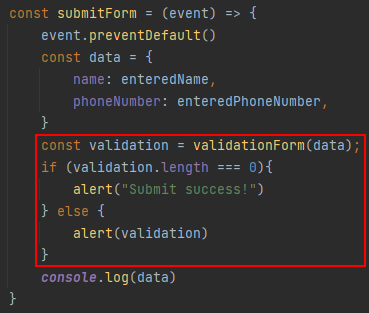 const submitForm = (event) => {
    event.preventDefault()
    const data = {
        name: enteredName,
        phoneNumber: enteredPhoneNumber,
    }
    const validation = validationForm(data);
    if (validation.length === 0){
        alert("Submit success!")
    } else {
        alert(validation)
    }
    console.log(data)
}